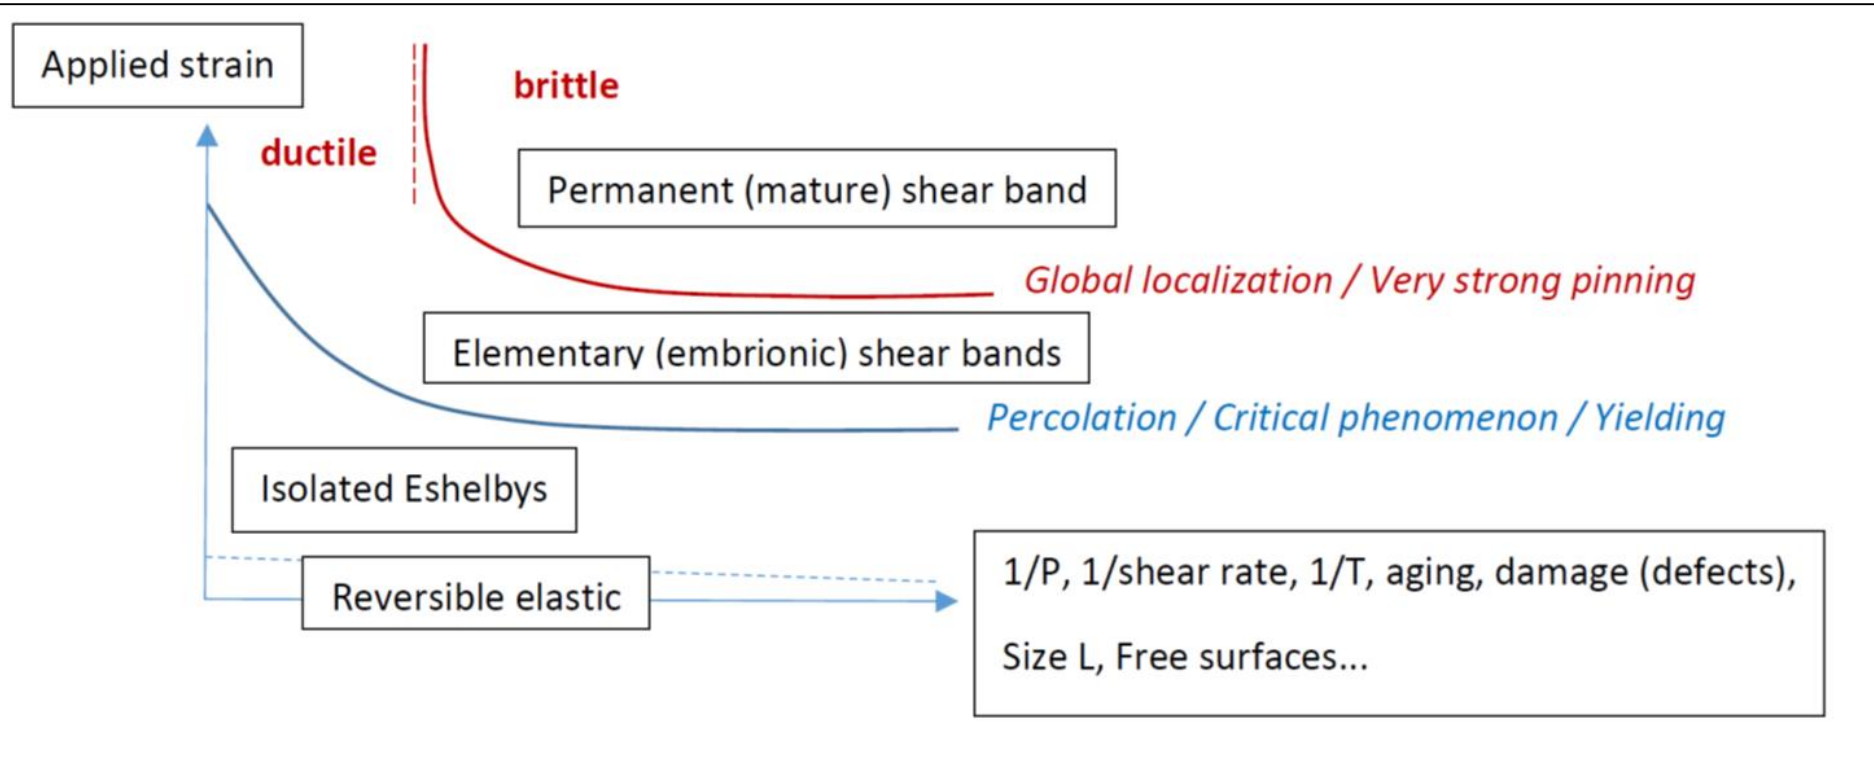 Applied strain
brittle
ductile
Permanent (mature) shear band
Global localization / Very strong pinning
Elementary (embrionic) shear bands
Percolation / Critical phenomenon / Yielding
Isolated Eshelbys
Reversible elastic
1/P, 1/shear rate, 1/T, aging, damage (defects),
Size L, Free surfaces...